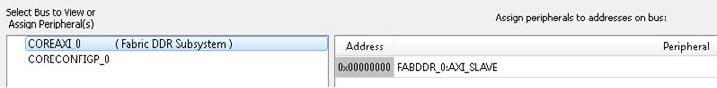 Select Bus to View or
Assign Peripheral(s)
Assign peripherals to addresses on bus:
COREAXI_0 ( Fabric DDR Subsystem )
CORECONFIGP_0
Address Peripheral
0x00000000 FABDDR_0:AXI_SLAVE